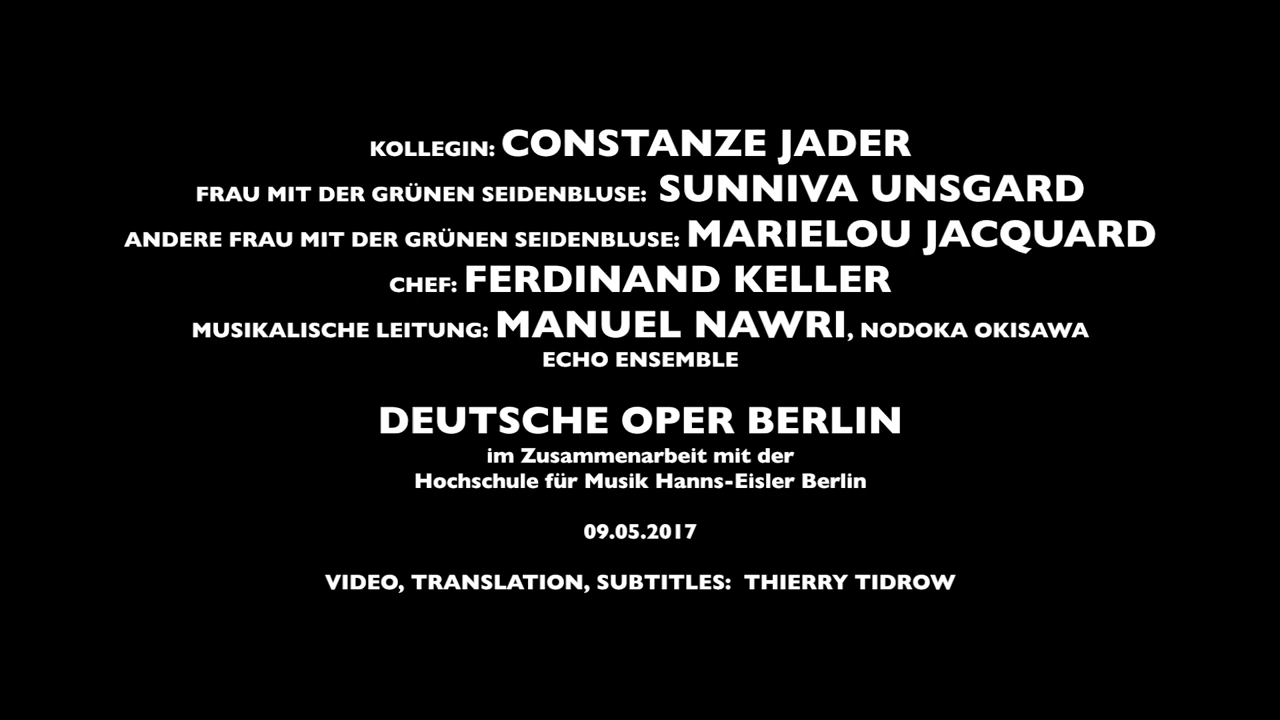 KOLLEGIN: CONSTANZE JADER
FRAU MIT DER GRÜNEN SEIDENBLUSE: SUNNIVA UNSGARD
ANDERE FRAU MIT DER GRÜNEN SEIDENBLUSE: MARIELOU JACQUARD
CHEF: FERDINAND KELLER
MUSIKALISCHE LEITUNG: MANUEL NAWRI, NODOKA OKISAWA
ECHO ENSEMBLE
DEUTSCHE OPER BERLIN
im Zusammenarbeit mit der
Hochschule für Musik Hanns-Eisler Berlin
09.05.2017
VIDEO, TRANSLATION, SUBTITLES: THIERRY TIDROW